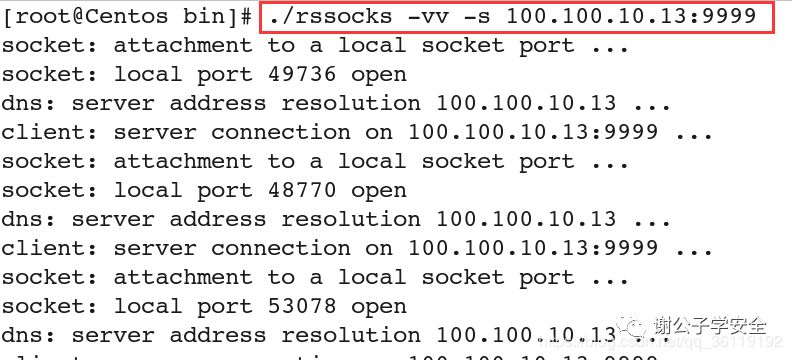 [root@Centos bin]# ./rssocks -vv -s 100.100.10.13:9999
socket: attachment to a local socket port ...
socket: local port 49736 open
dns: server address resolution 100.100.10.13 ...
client: server connection on 100.100.10.13:9999 ...
socket: attachment to a local socket port ...
socket: local port 48770 open
dns: server address resolution 100.100.10.13 ...
client: server connection on 100.100.10.13:9999 ...
socket: attachment to a local socket port ...
socket: local port 53078 open
dns: server address resolution 100.100.10.13 ...
谢公子学安全
https://blog.csdn.net/qq_36119192